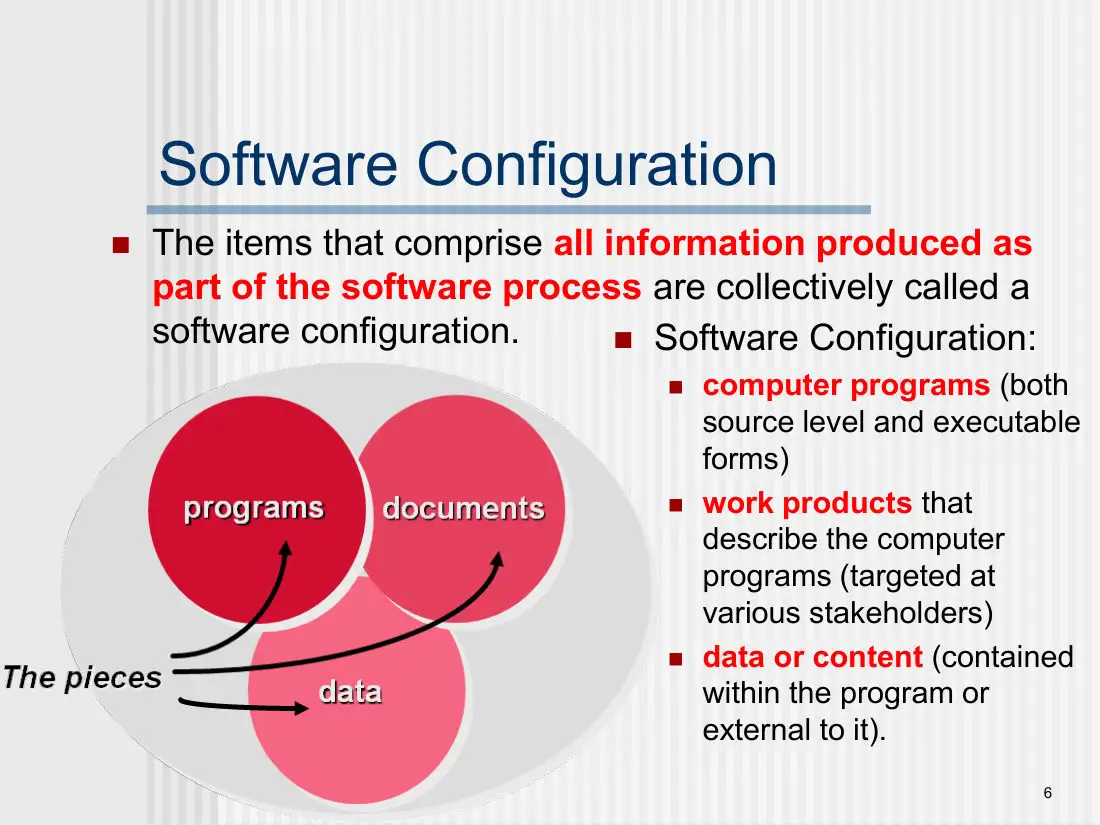 Software Configuration
■ The items that comprise all information produced as
part of the software process are collectively called a
software configuration.
■ Software Configuration:
■ computer programs (both
source level and executable
forms)
■ work products that
describe the computer
programs (targeted at
various stakeholders)
■ data or content (contained
within the program or
external to it).
programs
documents
The pieces
data
6